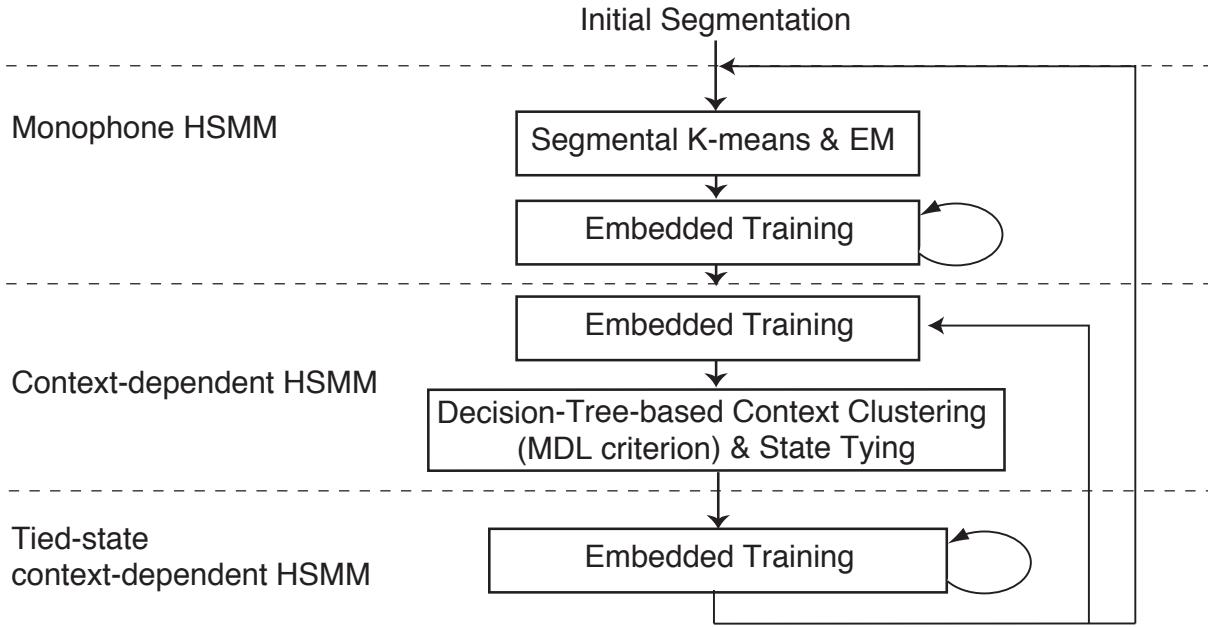 Initial Segmentation
Monophone HSMM
Segmental K-means & EM
Embedded Training
Embedded Training
Context-dependent HSMM
Decision-Tree-based Context Clustering
(MDL criterion) & State Tying
Tied-state
context-dependent HSMM
Embedded Training